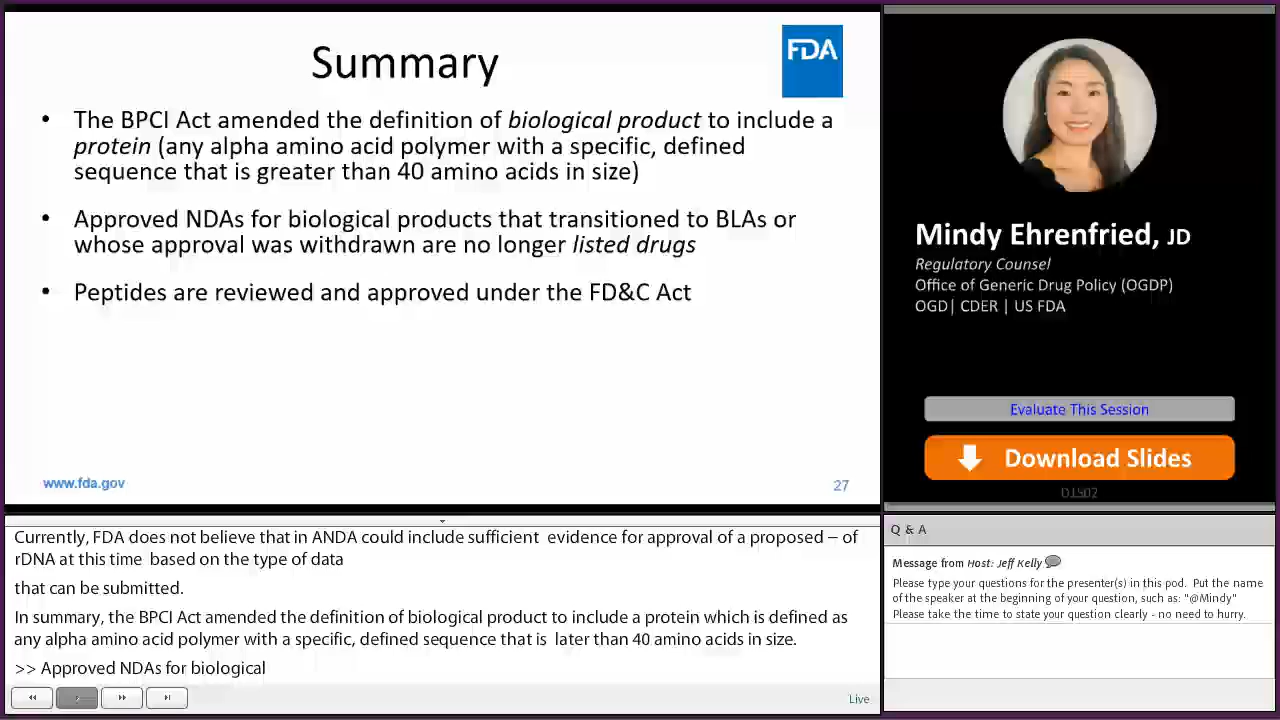 Summary
FDA
• The BPCI Act amended the definition of biological product to include a
protein (any alpha amino acid polymer with a specific, defined
sequence that is greater than 40 amino acids in size)
• Approved NDAs for biological products that transitioned to BLAs or
whose approval was withdrawn are no longer listed drugs
• Peptides are reviewed and approved under the FD&C Act
www.fda.gov
27
Mindy Ehrenfried, JD
Regulatory Counsel
Office of Generic Drug Policy (OGDP)
OGD| CDER | US FDA
Evaluate This Session
Download Slides
D1S02
Currently, FDA does not believe that in ANDA could include sufficient evidence for approval of a proposed – of
rDNA at this time based on the type of data
that can be submitted.
In summary, the BPCI Act amended the definition of biological product to include a protein which is defined as
any alpha amino acid polymer with a specific, defined sequence that is later than 40 amino acids in size.
>> Approved NDAs for biological
Live
Q & A
Message from Host: Jeff Kelly
Please type your questions for the presenter(s) in this pod. Put the name
of the speaker at the beginning of your question, such as: "@Mindy"
Please take the time to state your question clearly - no need to hurry.